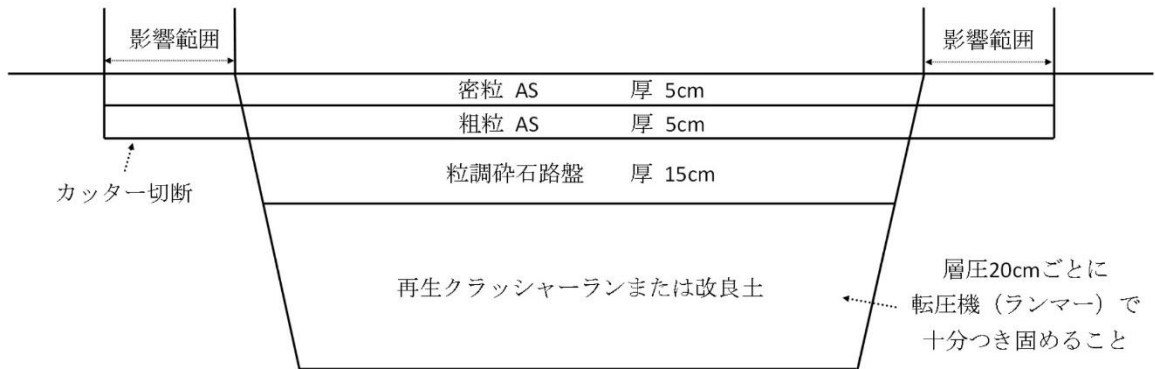 影響範囲
影響範囲
密粒 AS 厚 5cm
粗粒 AS 厚 5cm
粒調砕石路盤 厚 15cm
カッター切断
再生クラッシャーランまたは改良土
層圧20cmごとに
転圧機（ランマー）で
十分つき固めること